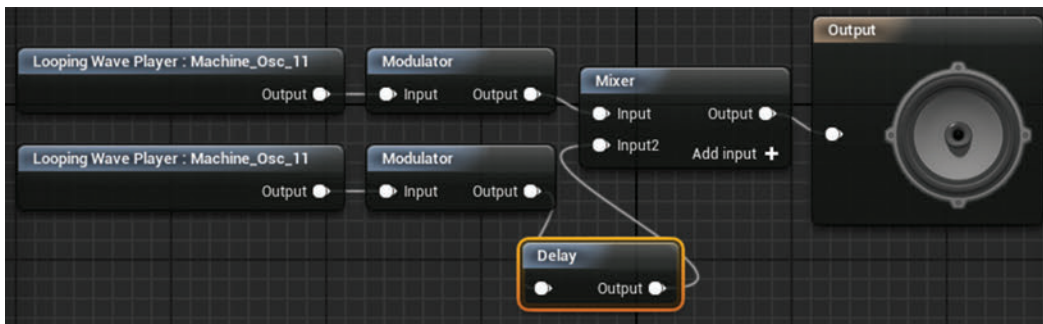 Output
Looping Wave Player : Machine_Osc_11
Output
Modulator
Input Output
Mixer
Input Output
Input2
Add input
Looping Wave Player : Machine_Osc_11
Output
Modulator
Input Output
Delay
Output